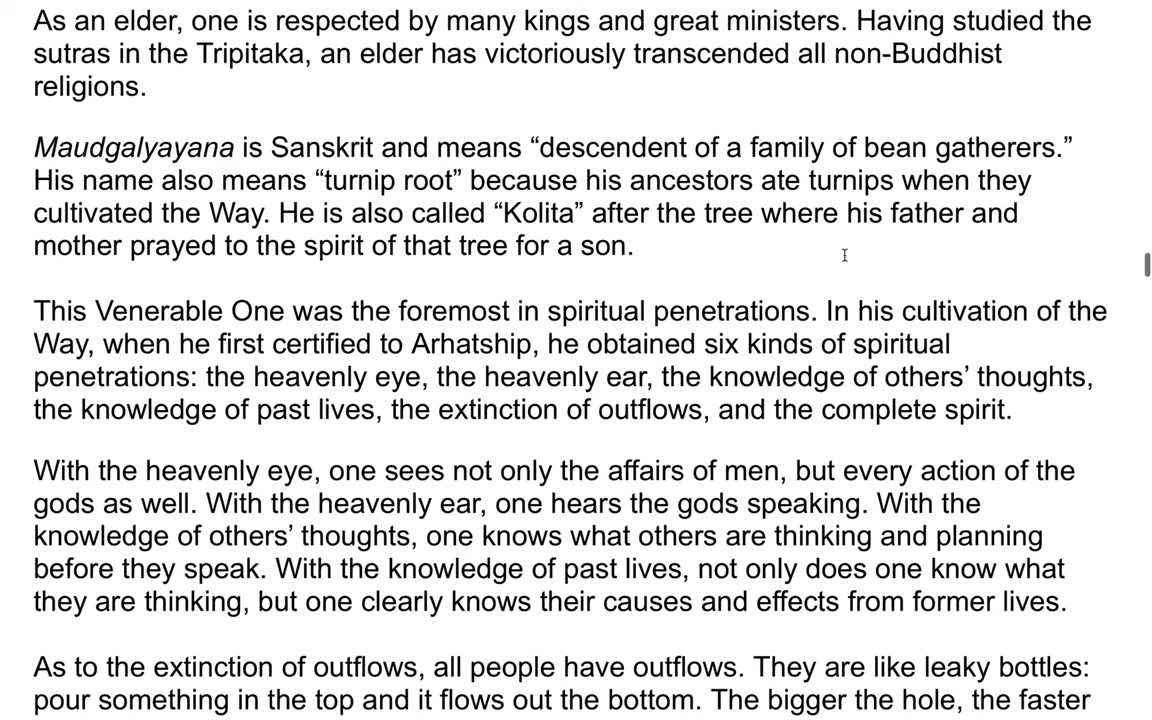 As an elder, one is respected by many kings and great ministers. Having studied the
sutras in the Tripitaka, an elder has victoriously transcended all non-Buddhist
religions.
Maudgalyayana is Sanskrit and means “descendent of a family of bean gatherers.”
His name also means “turnip root” because his ancestors ate turnips when they
cultivated the Way. He is also called “Kolita” after the tree where his father and
mother prayed to the spirit of that tree for a son.
This Venerable One was the foremost in spiritual penetrations. In his cultivation of the
Way, when he first certified to Arhatship, he obtained six kinds of spiritual
penetrations: the heavenly eye, the heavenly ear, the knowledge of others’ thoughts,
the knowledge of past lives, the extinction of outflows, and the complete spirit.
With the heavenly eye, one sees not only the affairs of men, but every action of the
gods as well. With the heavenly ear, one hears the gods speaking. With the
knowledge of others’ thoughts, one knows what others are thinking and planning
before they speak. With the knowledge of past lives, not only does one know what
they are thinking, but one clearly knows their causes and effects from former lives.
As to the extinction of outflows, all people have outflows. They are like leaky bottles:
pour something in the top and it flows out the bottom. The bigger the hole, the faster